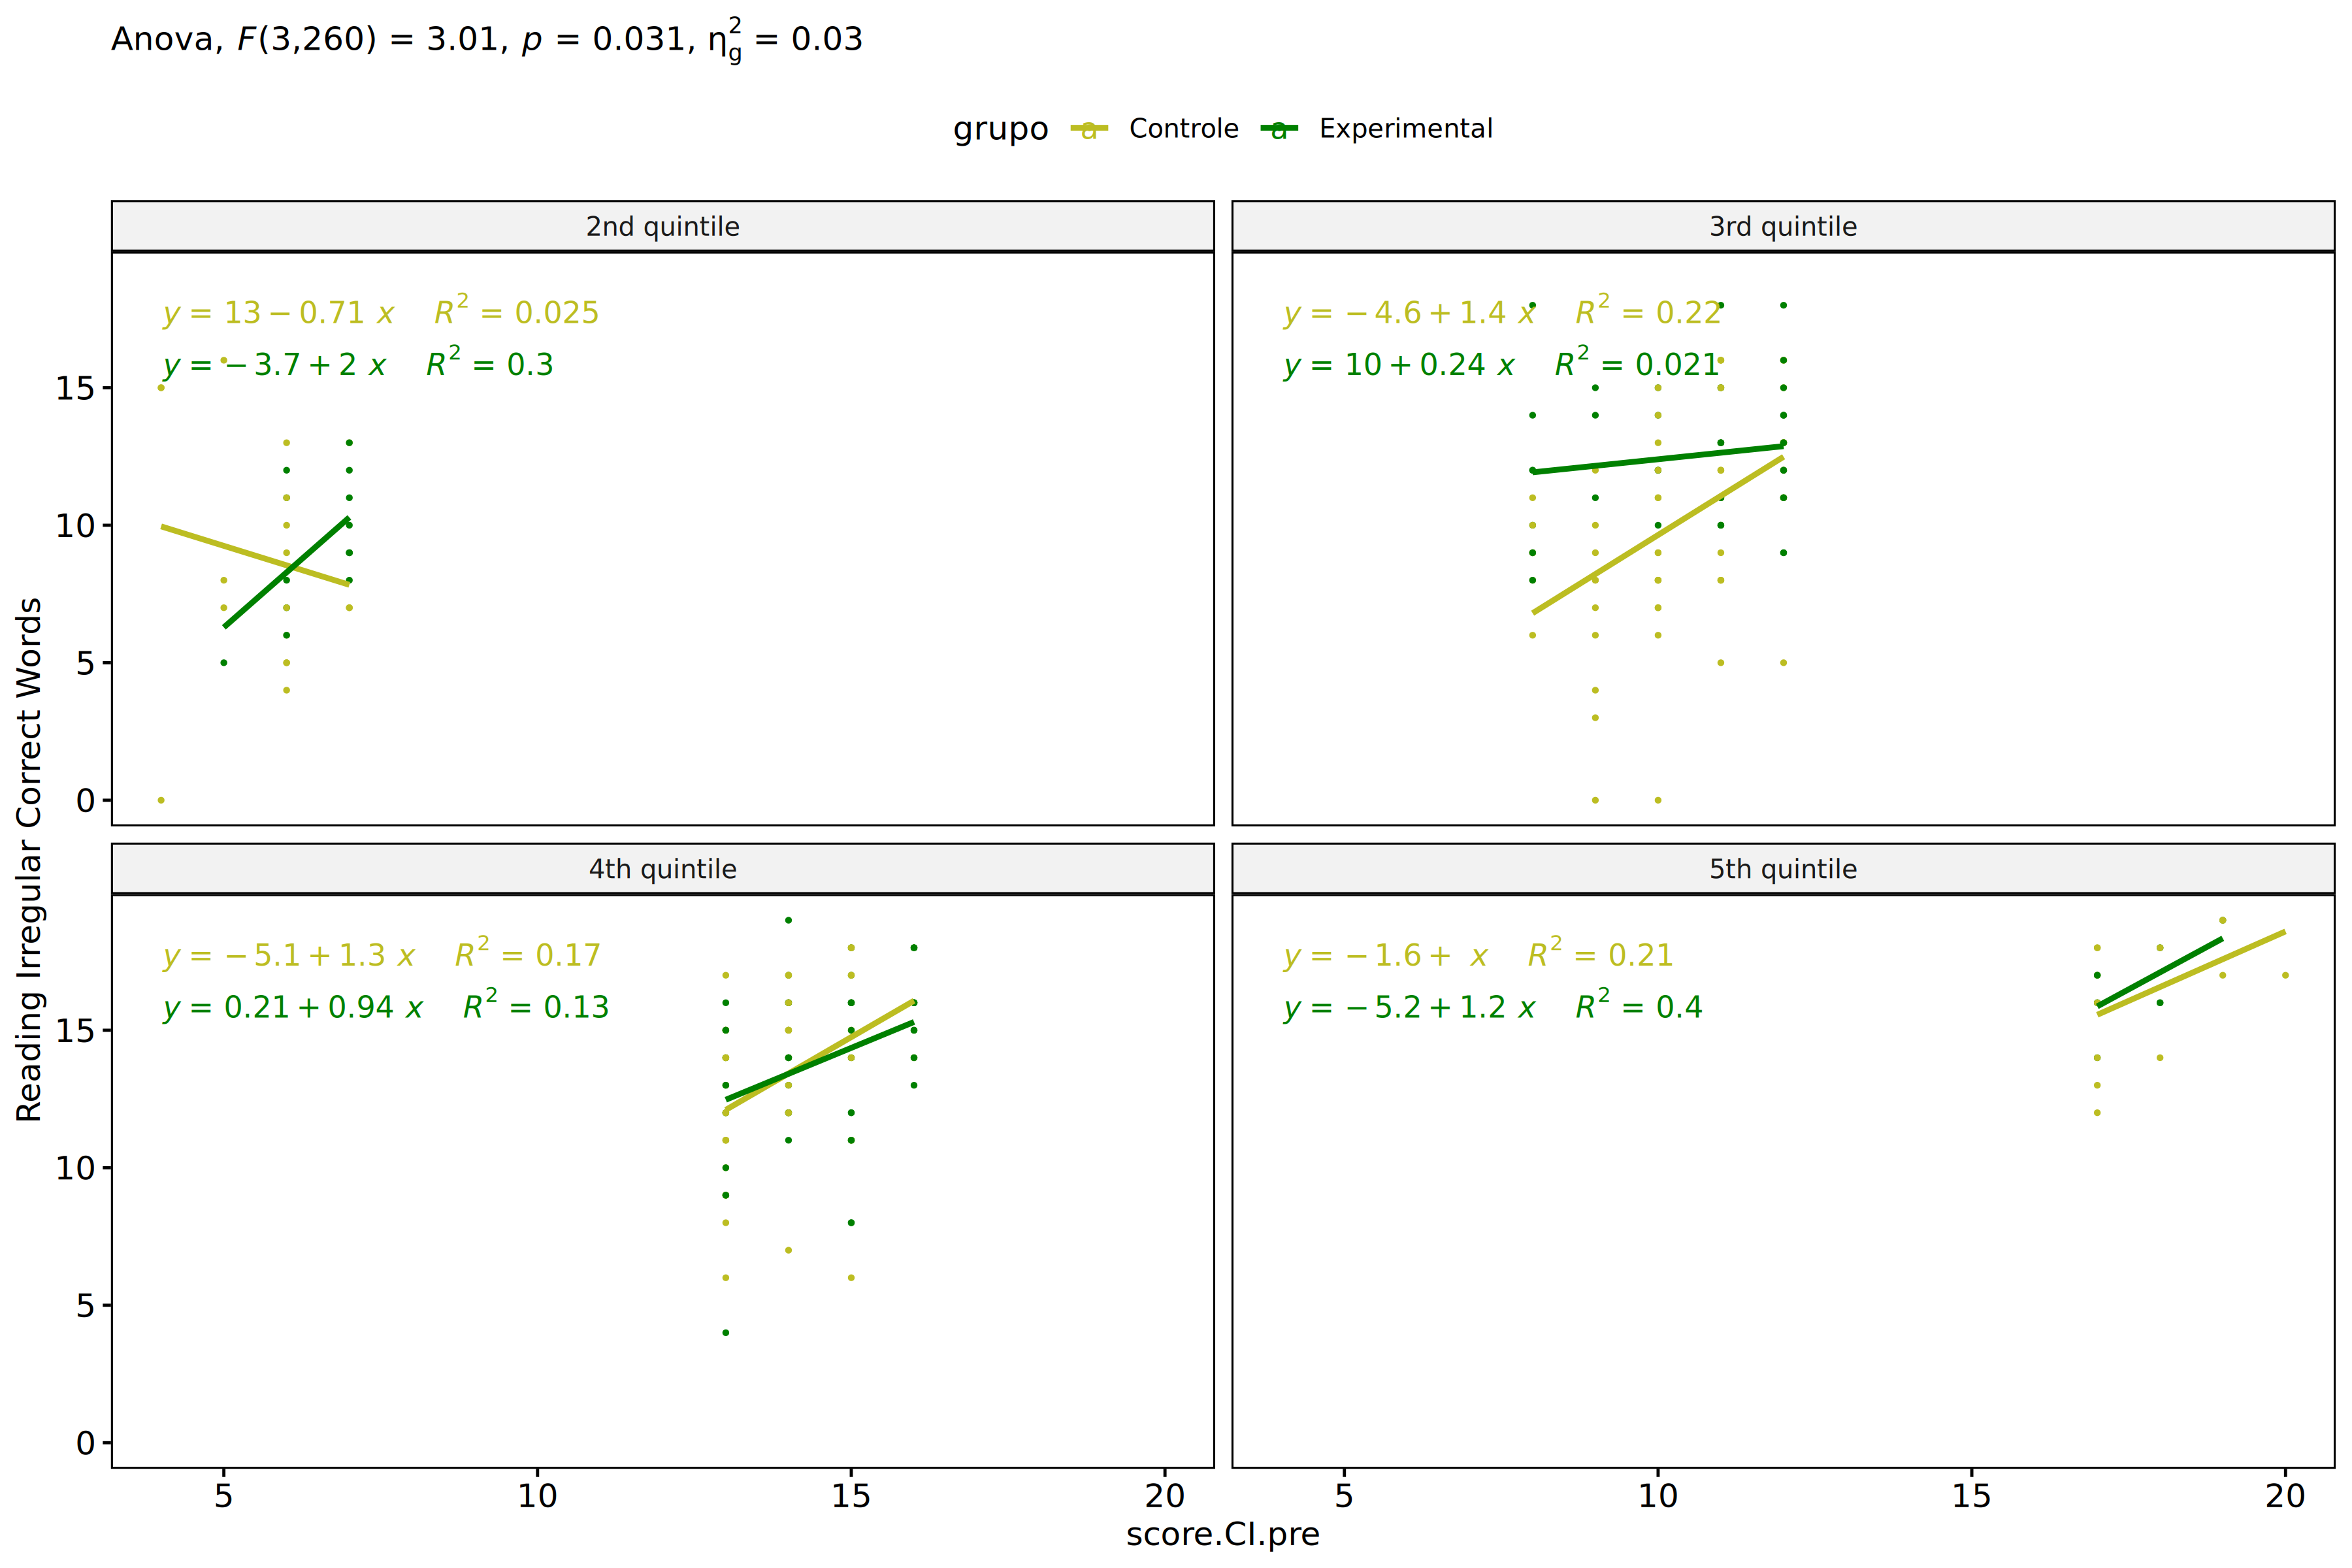 Anova, F(3,260) = 3.01, p = 0.031, η²g = 0.03
grupo a Controle a Experimental
2nd quintile
y = 13 − 0.71 x R² = 0.025
y = − 3.7 + 2 x R² = 0.3
3rd quintile
y = − 4.6 + 1.4 x R² = 0.22
y = 10 + 0.24 x R² = 0.021
15
10
5
0
Reading Irregular Correct Words
4th quintile
y = − 5.1 + 1.3 x R² = 0.17
y = 0.21 + 0.94 x R² = 0.13
5th quintile
y = − 1.6 + x R² = 0.21
y = − 5.2 + 1.2 x R² = 0.4
15
10
5
0
5 10 15 20 5 10 15 20
score.CI.pre